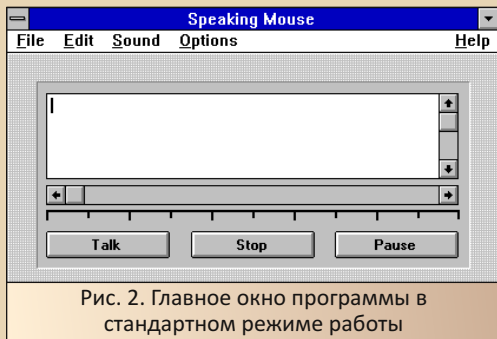 Speaking Mouse
File Edit Sound Options Help
Talk Stop Pause
Рис. 2. Главное окно программы в
стандартном режиме работы